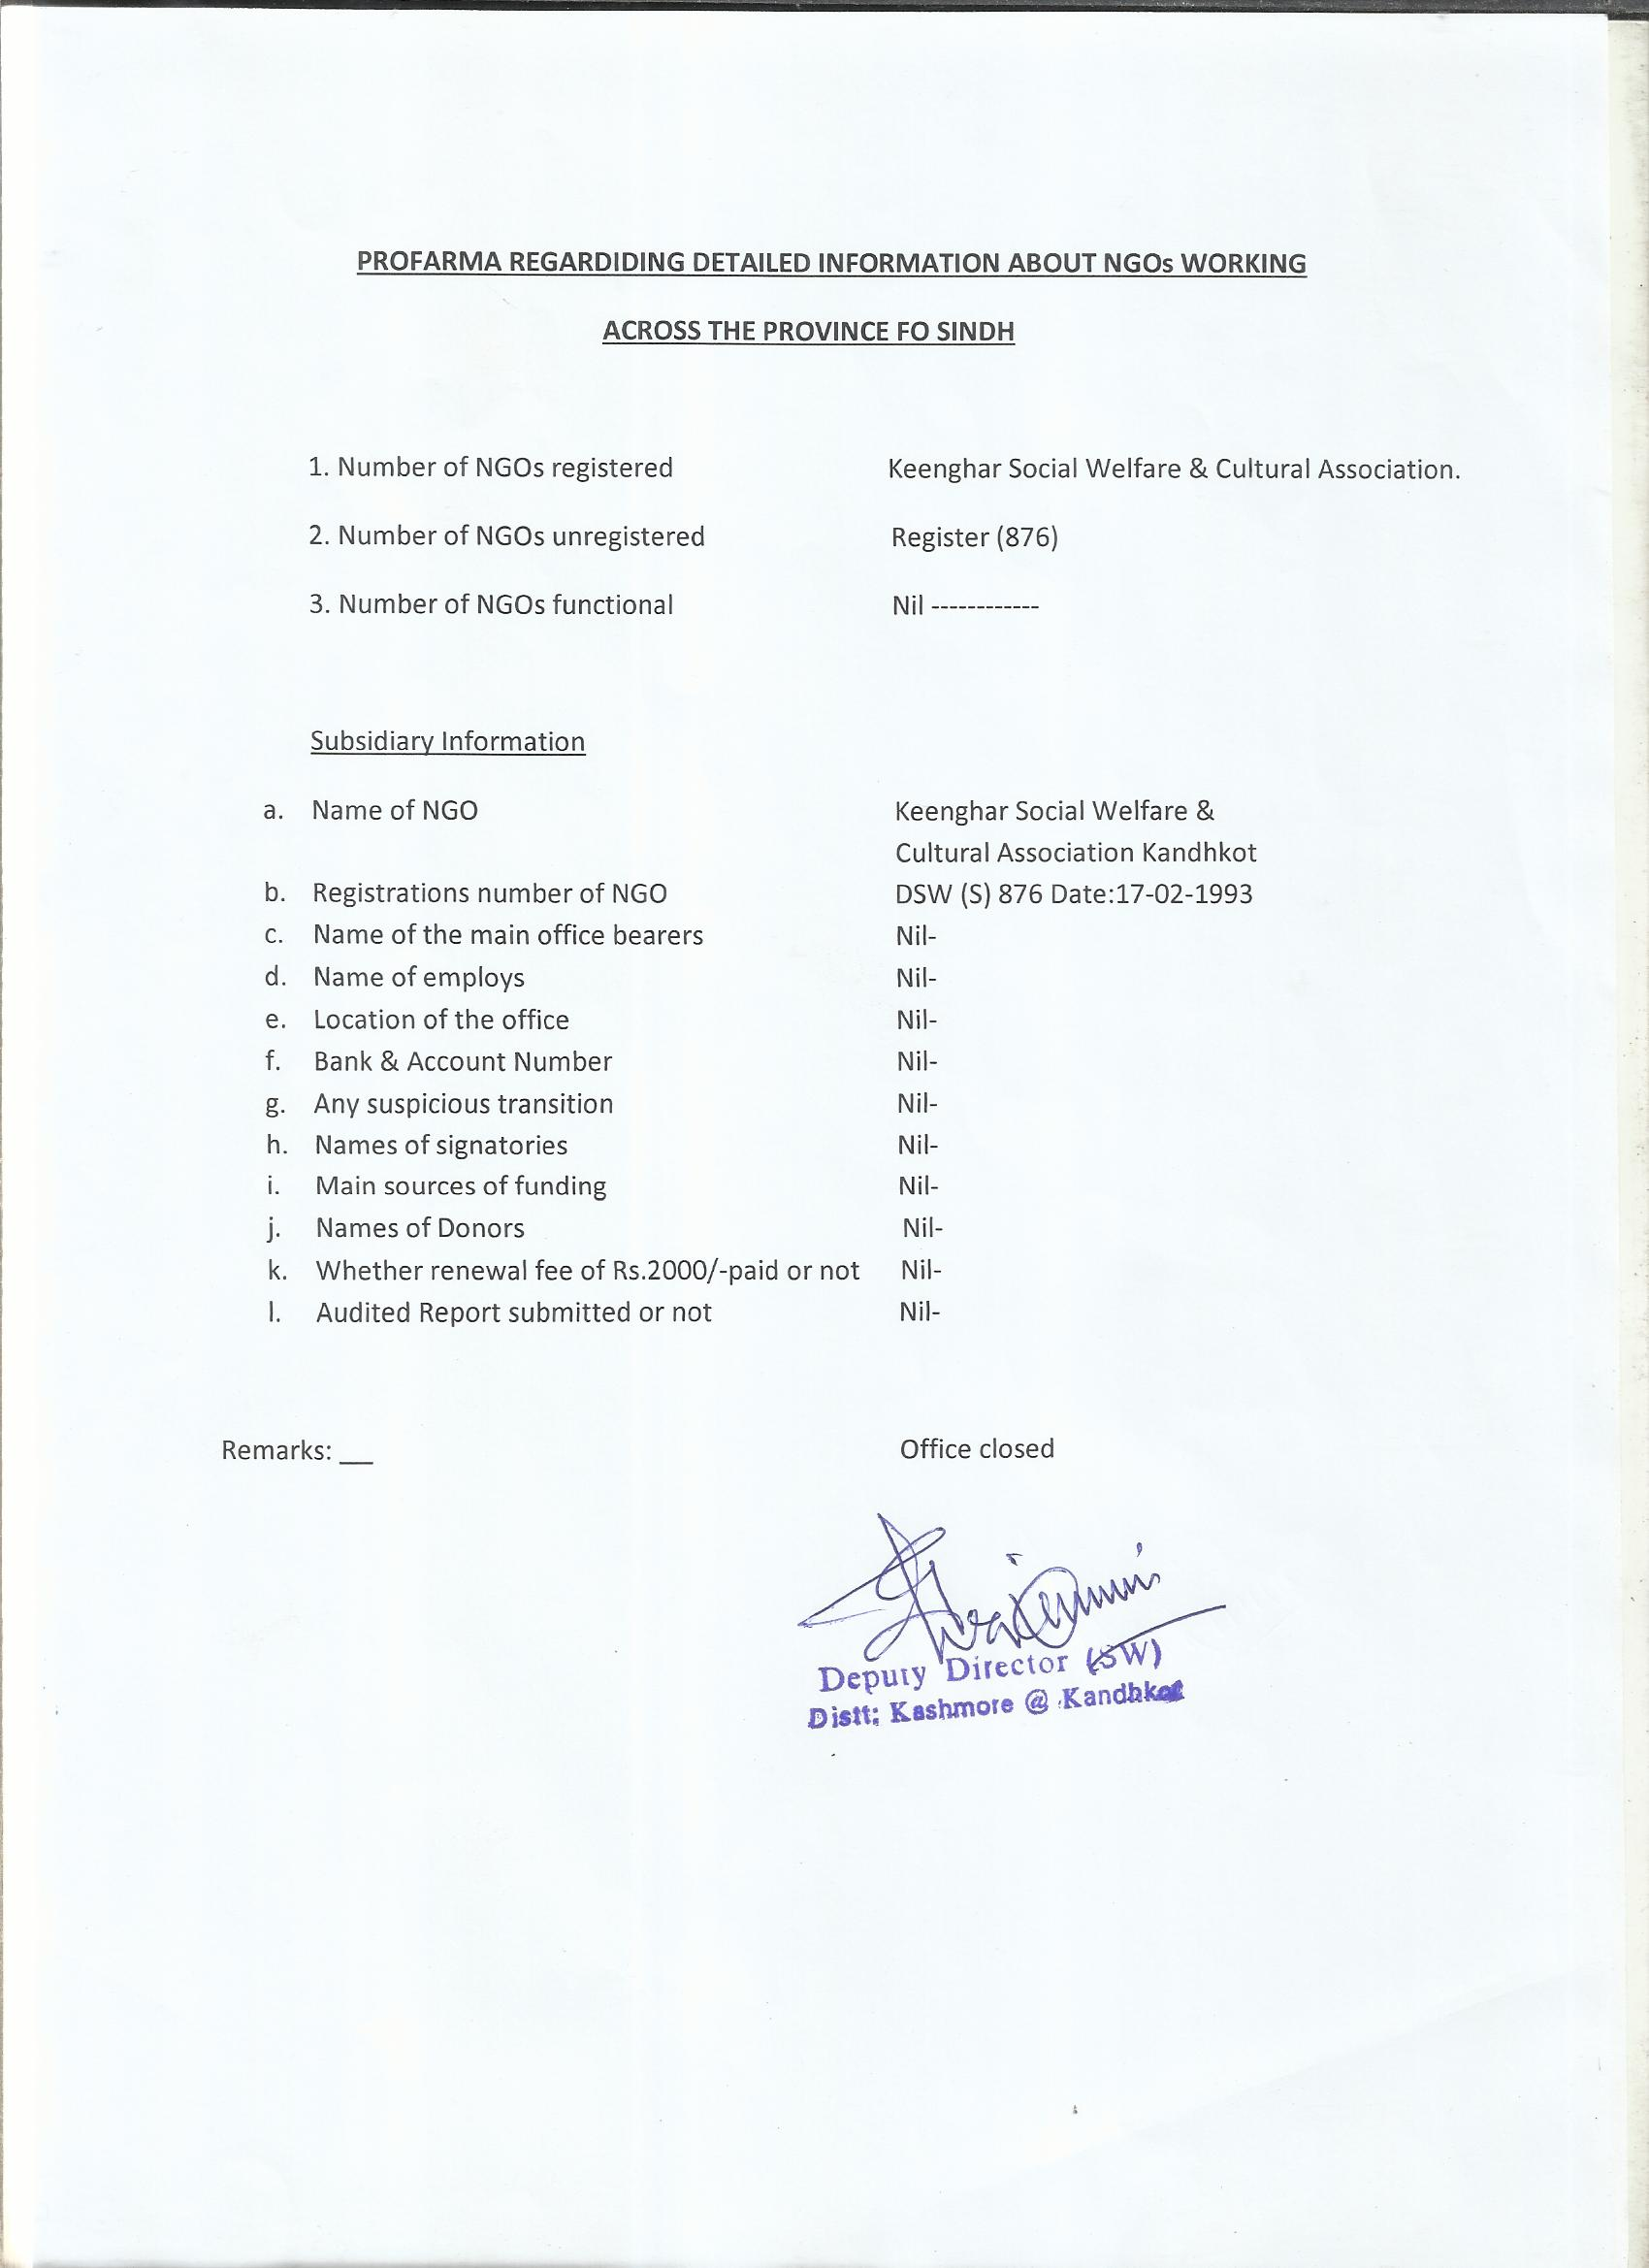 PROFARMA REGARDIDING DETAILED INFORMATION ABOUT NGOs WORKING
ACROSS THE PROVINCE FO SINDH
1. Number of NGOs registered Keenghar Social Welfare & Cultural Association.
2. Number of NGOs unregistered Register (876)
3. Number of NGOs functional Nil ------------
Subsidiary Information
a. Name of NGO Keenghar Social Welfare &
Cultural Association Kandhkot
b. Registrations number of NGO DSW (S) 876 Date:17-02-1993
c. Name of the main office bearers Nil-
d. Name of employs Nil-
e. Location of the office Nil-
f. Bank & Account Number Nil-
g. Any suspicious transition Nil-
h. Names of signatories Nil-
i. Main sources of funding Nil-
j. Names of Donors Nil-
k. Whether renewal fee of Rs.2000/-paid or not Nil-
l. Audited Report submitted or not Nil-
Remarks: __ Office closed
Deputy Director (SW)
Distt: Kashmore @ Kandhkot